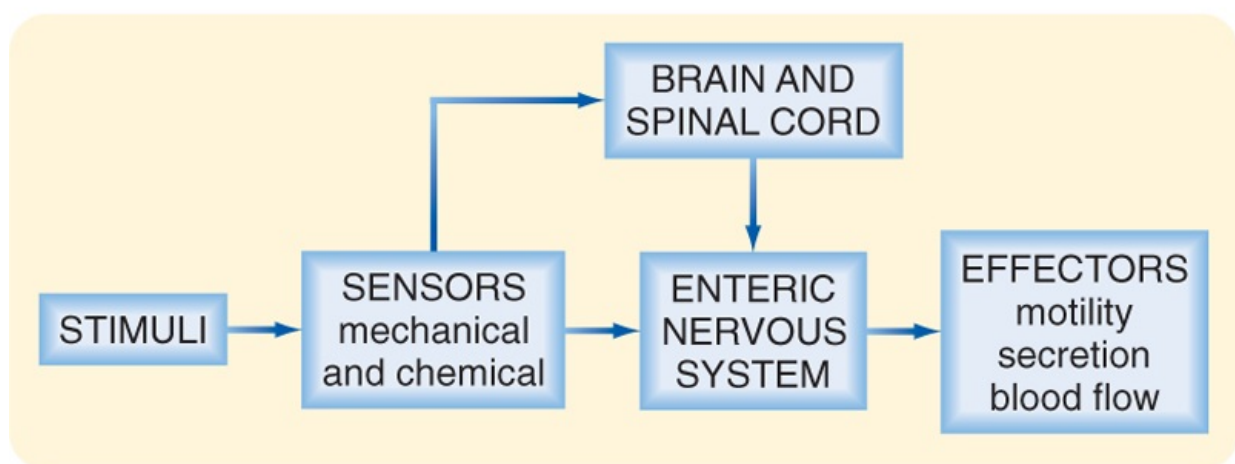 BRAIN AND
SPINAL CORD
STIMULI
SENSORS
mechanical
and chemical
ENTERIC
NERVOUS
SYSTEM
EFFECTORS
motility
secretion
blood flow